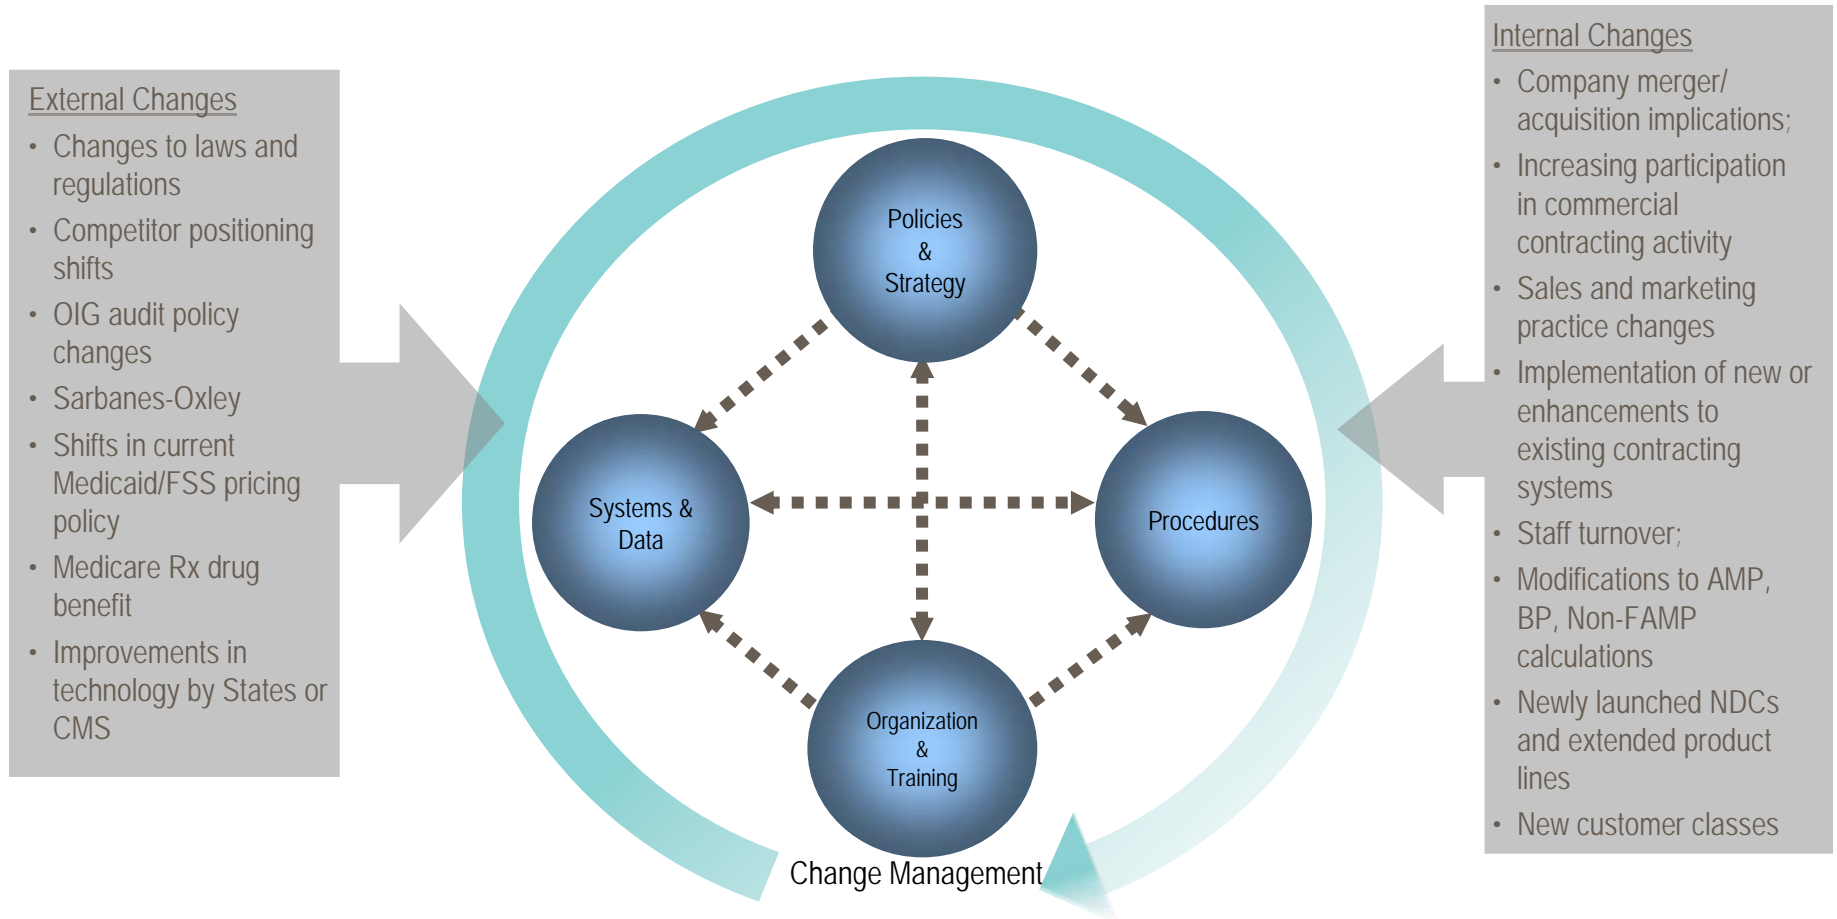 External Changes
• Changes to laws and
regulations
• Competitor positioning
shifts
• OIG audit policy
changes
• Sarbanes-Oxley
• Shifts in current
Medicaid/FSS pricing
policy
• Medicare Rx drug
benefit
• Improvements in
technology by States or
CMS
Policies
&
Strategy
Systems &
Data
Procedures
Organization
&
Training
Change Management
Internal Changes
• Company merger/
acquisition implications;
• Increasing participation
in commercial
contracting activity
• Sales and marketing
practice changes
• Implementation of new or
enhancements to
existing contracting
systems
• Staff turnover;
• Modifications to AMP,
BP, Non-FAMP
calculations
• Newly launched NDCs
and extended product
lines
• New customer classes